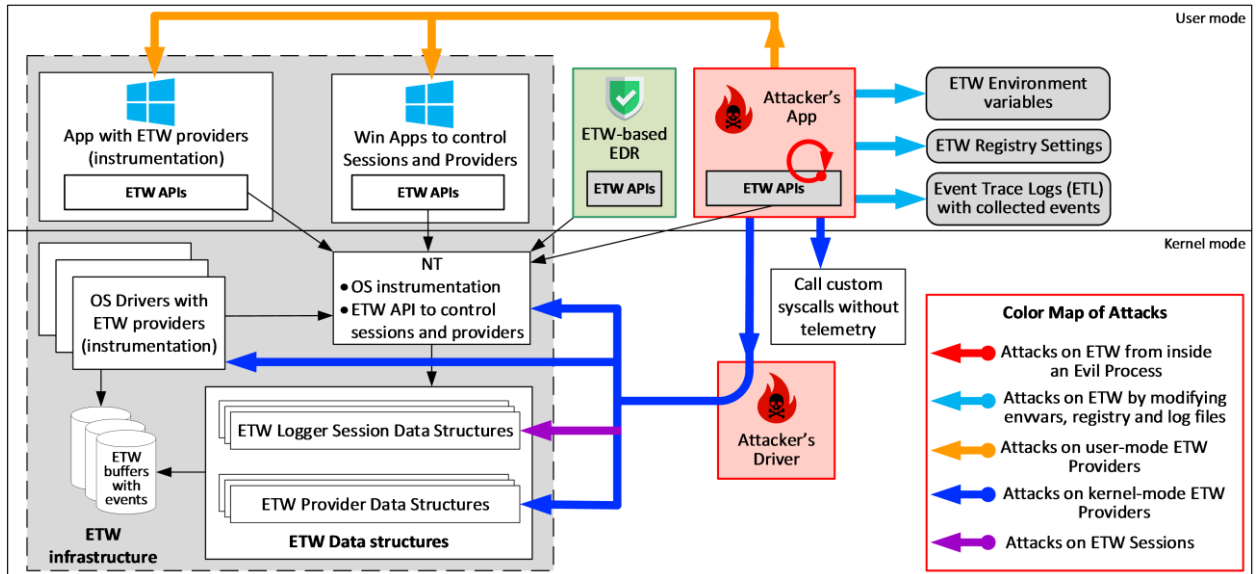 User mode
App with ETW providers
(instrumentation)
ETW APIs
Win Apps to control
Sessions and Providers
ETW APIs
ETW-based
EDR
ETW APIs
Attacker's
App
ETW APIs
ETW Environment
variables
ETW Registry Settings
Event Trace Logs (ETL)
with collected events
Kernel mode
OS Drivers with
ETW providers
(instrumentation)
NT
● OS instrumentation
● ETW API to control
sessions and providers
Call custom
syscalls without
telemetry
Attacker's
Driver
ETW Logger Session Data Structures
ETW Provider Data Structures
ETW Data structures
ETW
buffers
with
events
ETW
infrastructure
Color Map of Attacks
Attacks on ETW from inside
an Evil Process
Attacks on ETW by modifying
envvars, registry and log files
Attacks on user-mode ETW
Providers
Attacks on kernel-mode ETW
Providers
Attacks on ETW Sessions